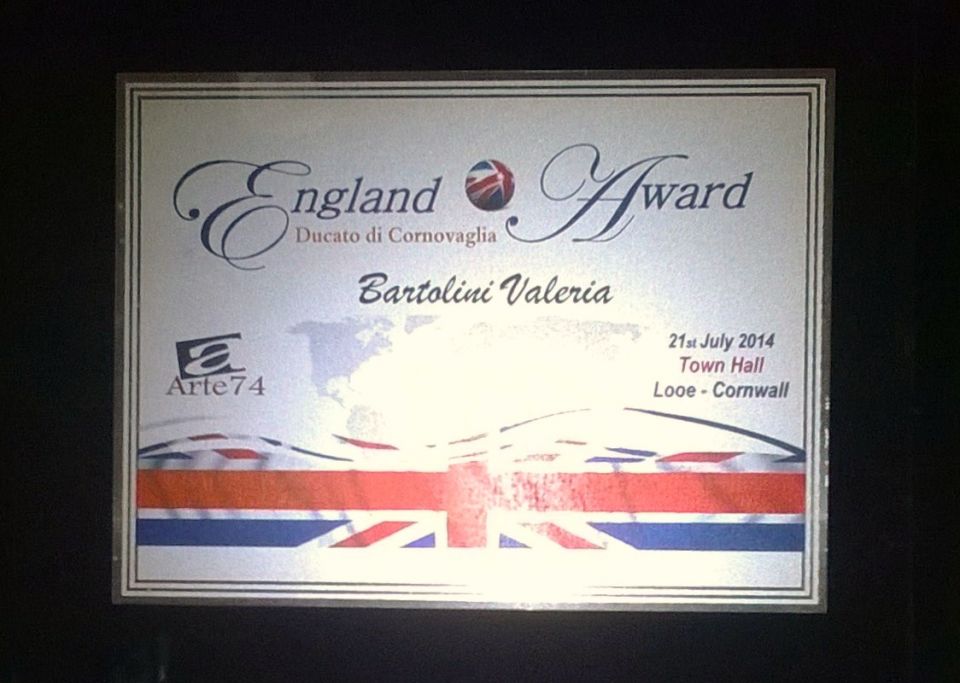 England Award
Ducato di Cornovaglia
Bartolini Valeria
a
Arte74
21st July 2014
Town Hall
Looe - Cornwall